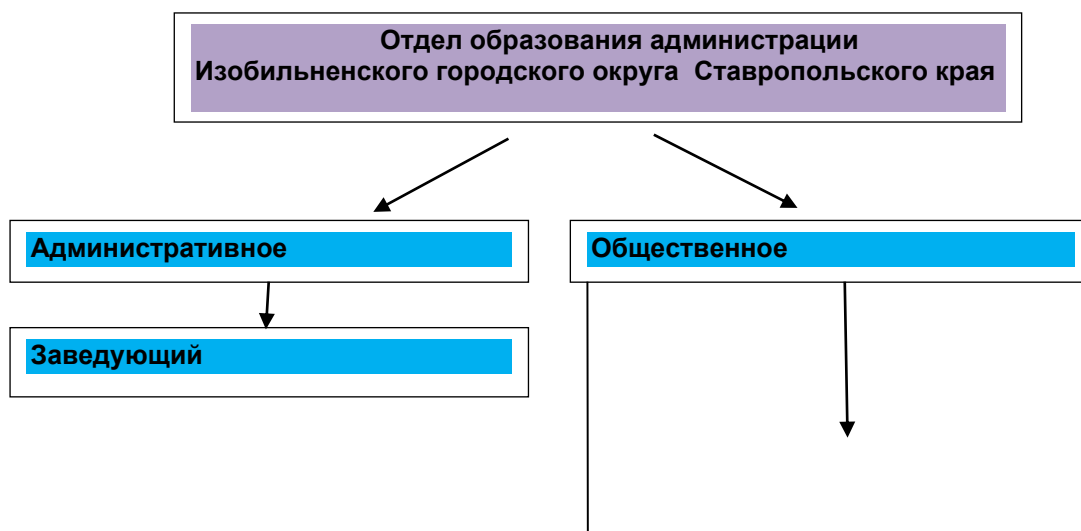 Отдел образования администрации
Изобильненского городского округа Ставропольского края
Административное
Общественное
Заведующий